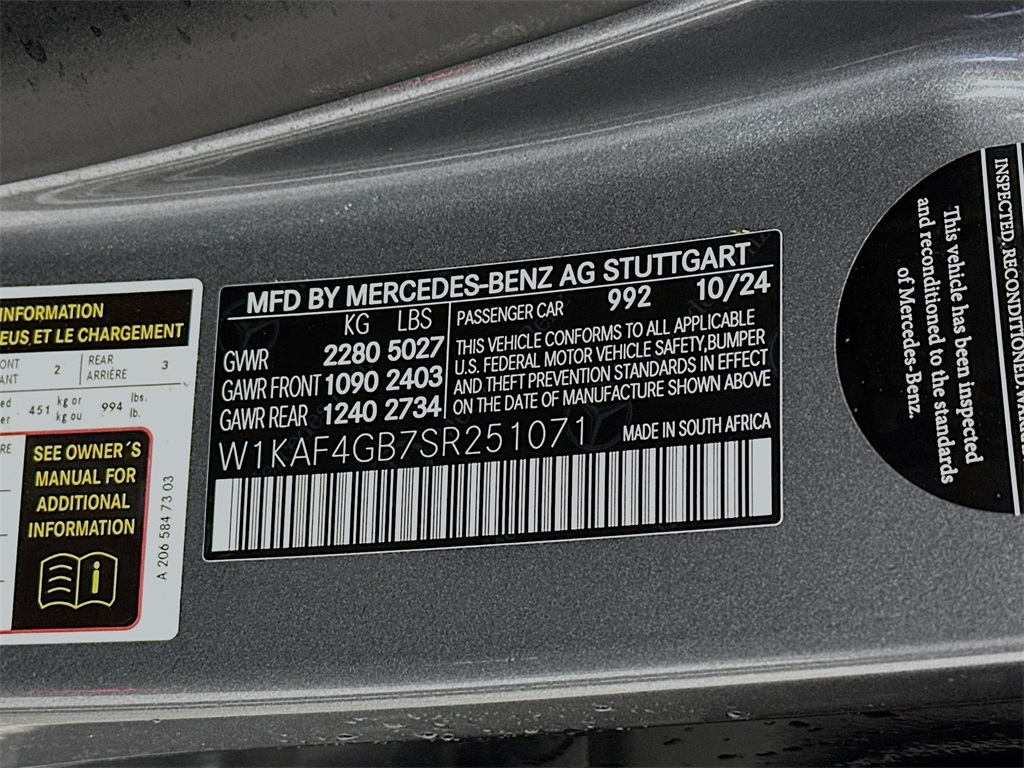 INFORMATION
EUS ET LE CHARGEMENT
ONT
ANT
2
REAR
ARRIÈRE
3
ed
er
451
kg or
kg ou
994
lbs.
lb.
RE
SEE OWNER´S
MANUAL FOR
ADDITIONAL
INFORMATION
A 206 584 73 03
MFD BY MERCEDES-BENZ AG STUTTGART
KG LBS
GVWR 2280 5027
GAWR FRONT 1090 2403
GAWR REAR 1240 2734
PASSENGER CAR 992 10/24
THIS VEHICLE CONFORMS TO ALL APPLICABLE
U.S. FEDERAL MOTOR VEHICLE SAFETY,BUMPER
AND THEFT PREVENTION STANDARDS IN EFFECT
ON THE DATE OF MANUFACTURE SHOWN ABOVE
W1KAF4GB7SR251071 MADE IN SOUTH AFRICA
INSPECTED. RECONDITIONED.
This vehicle has been inspected
and reconditioned to the standards
of Mercedes-Benz.